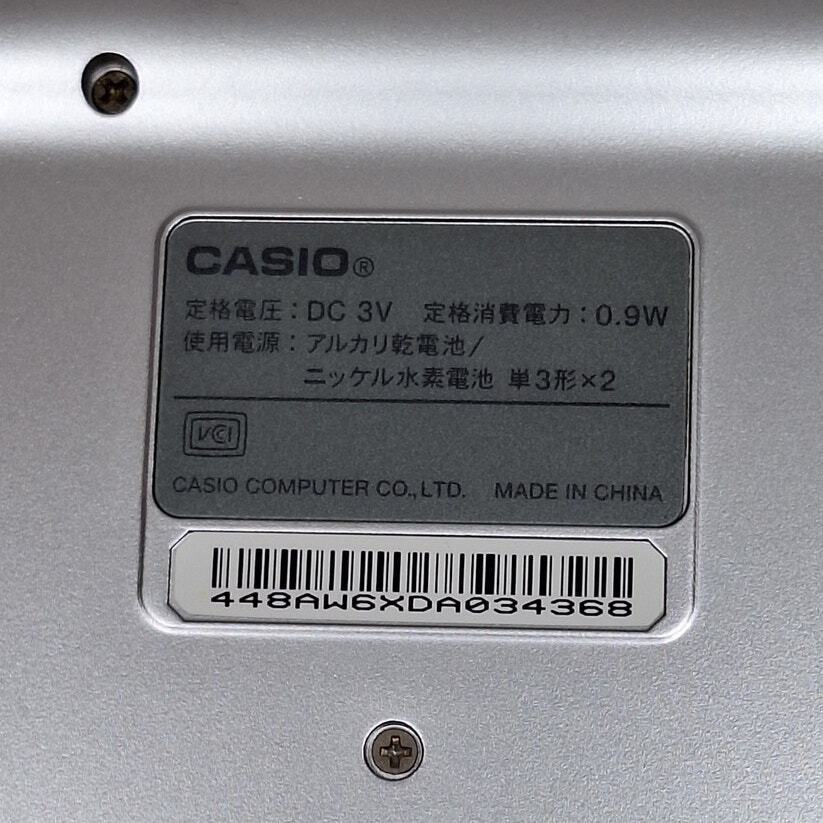 CASIO®
定格電圧：DC 3V 定格消費電力：0.9W
使用電源：アルカリ乾電池/
ニッケル水素電池 単3形×2
VCCI
CASIO COMPUTER CO.,LTD. MADE IN CHINA
448AW6XDA034368